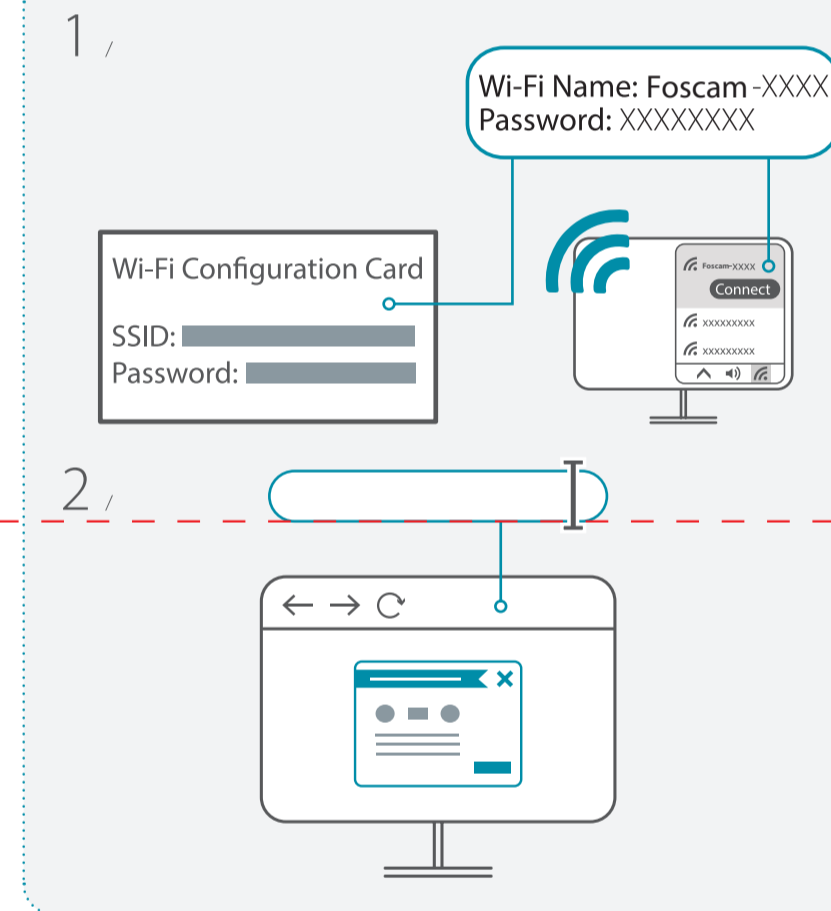 1 /
Wi-Fi Name: Foscam-XXXX
Password: XXXXXXXX
Wi-Fi Configuration Card
SSID:
Password:
Foscam-XXXX
Connect
XXXXXXXXX
XXXXXXXXX
2 /